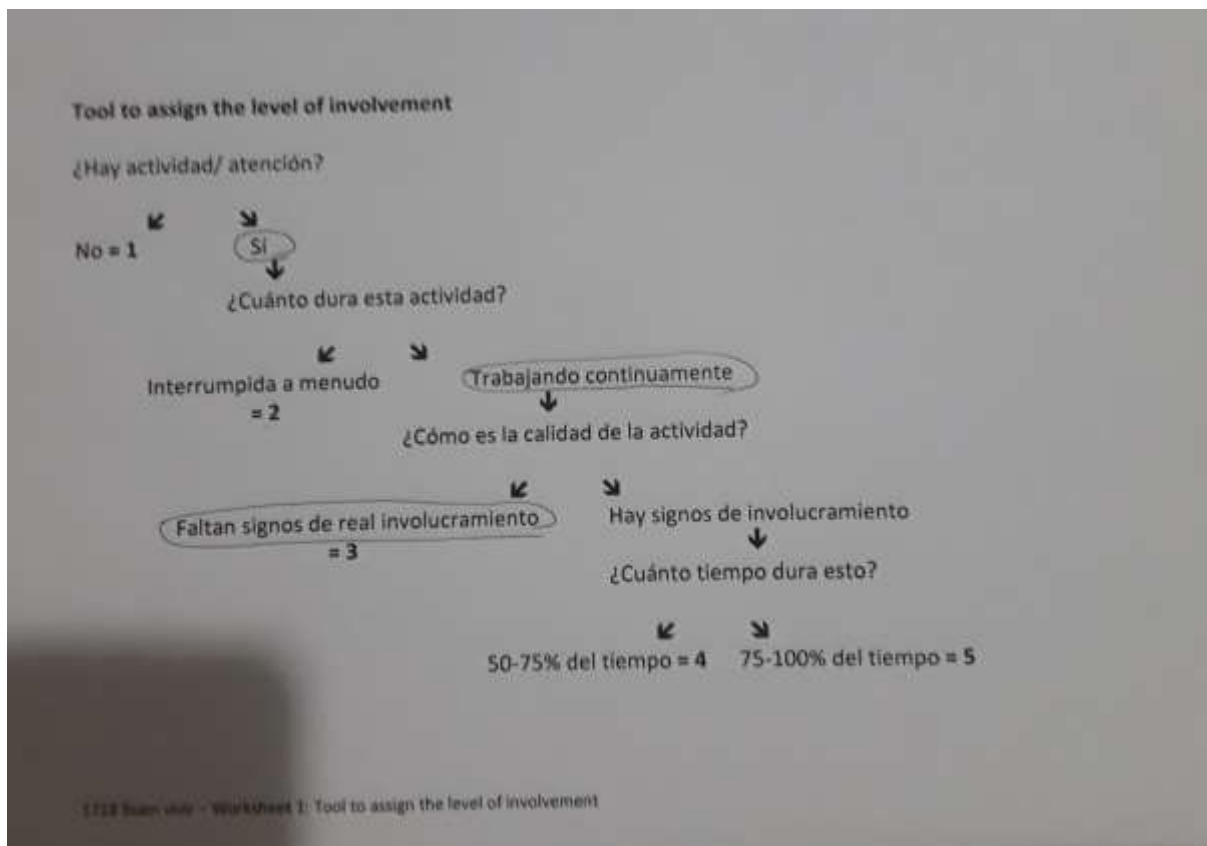 Tool to assign the level of involvement
¿Hay actividad/ atención?
No = 1
Sí
¿Cuánto dura esta actividad?
Interrumpida a menudo
= 2
Trabajando continuamente
¿Cómo es la calidad de la actividad?
Faltan signos de real involucramiento
= 3
Hay signos de involucramiento
¿Cuánto tiempo dura esto?
50-75% del tiempo = 4
75-100% del tiempo = 5
1718 Buen vivir - Worksheet 1: Tool to assign the level of involvement